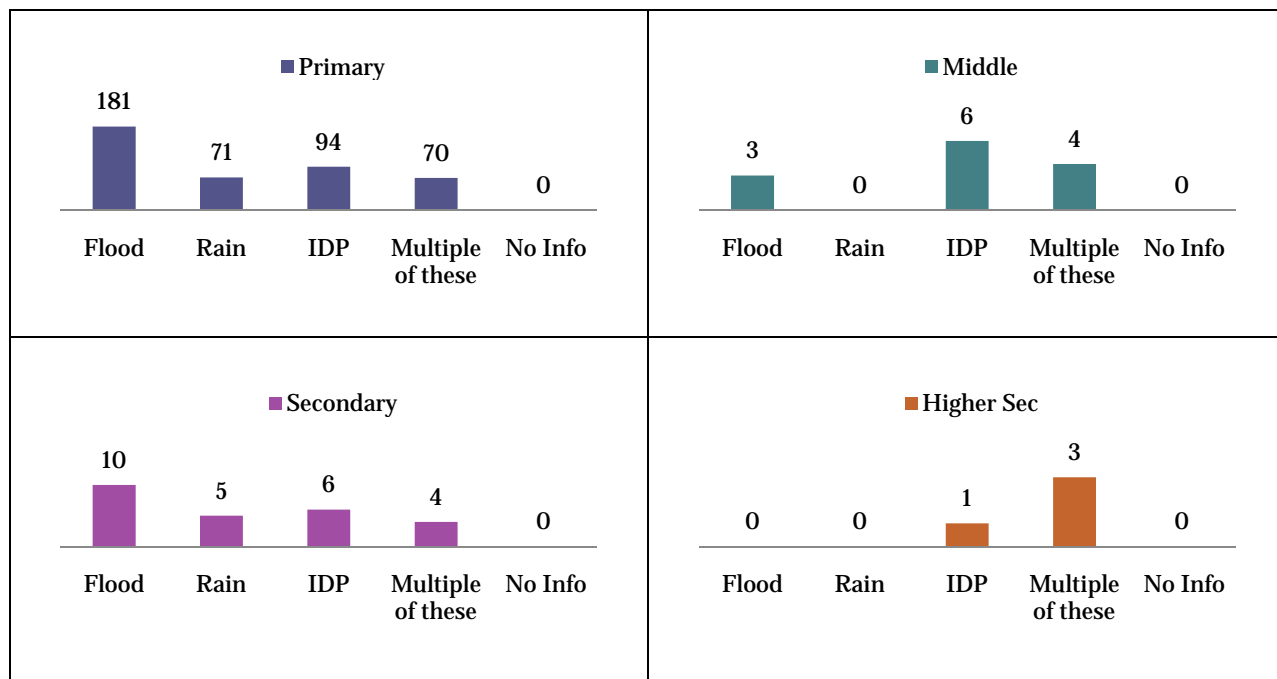 Primary
181
71
94
70
0
Flood Rain IDP Multiple of these No Info
Middle
3
0
6
4
0
Flood Rain IDP Multiple of these No Info
Secondary
10
5
6
4
0
Flood Rain IDP Multiple of these No Info
Higher Sec
0
0
1
3
0
Flood Rain IDP Multiple of these No Info